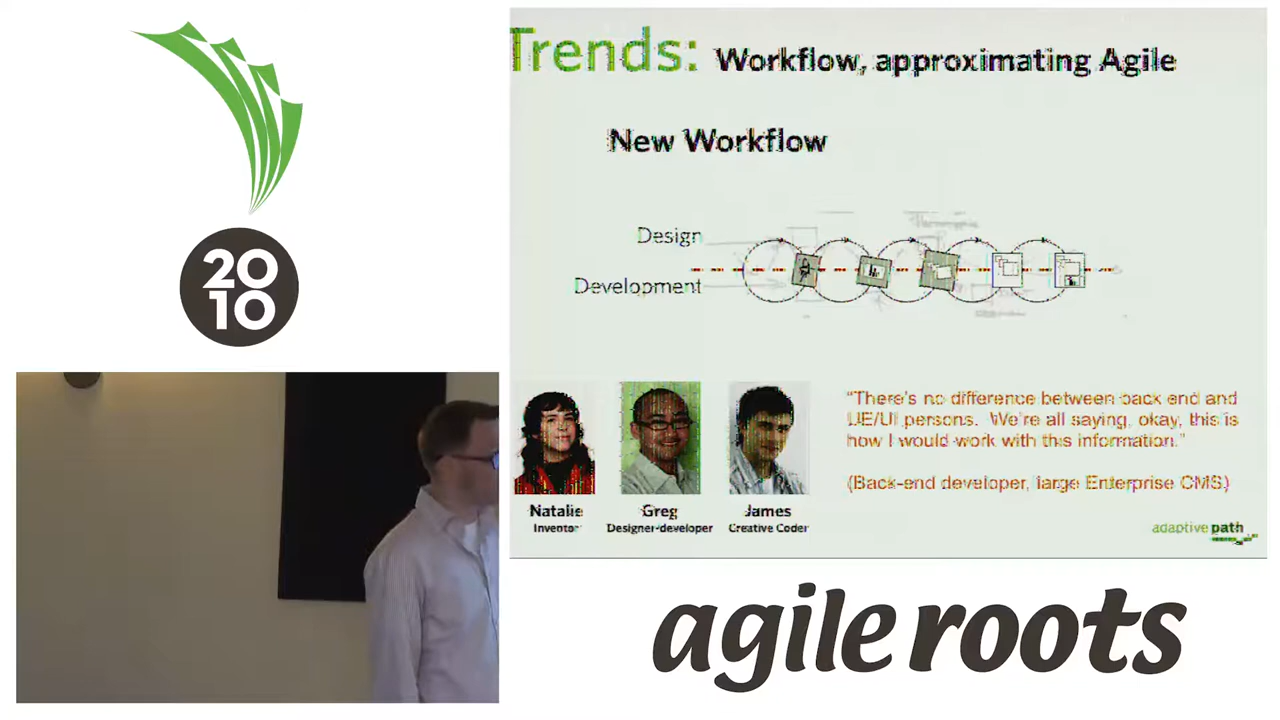 Trends: Workflow, approximating Agile
New Workflow
Design
Development
20
10
"There's no difference between back end and
UE/UI persons. We're all saying, okay, this is
how I would work with this information."
(Back-end developer, large Enterprise CMS)
Natalie
Inventor
Greg
Designer-developer
James
Creative Coder
adaptive path
agile roots